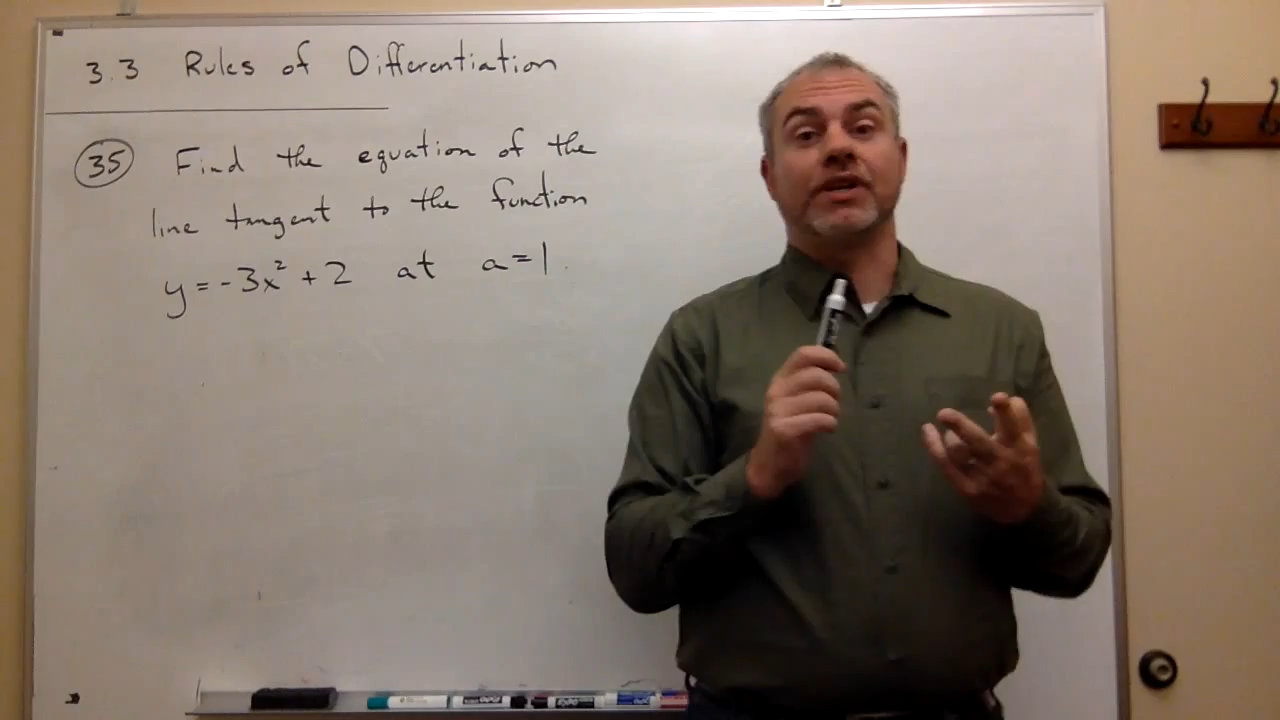 3.3 Rules of Differentiation
35 Find the equation of the
line tangent to the function
y = -3x² + 2 at a = 1.
EXPO